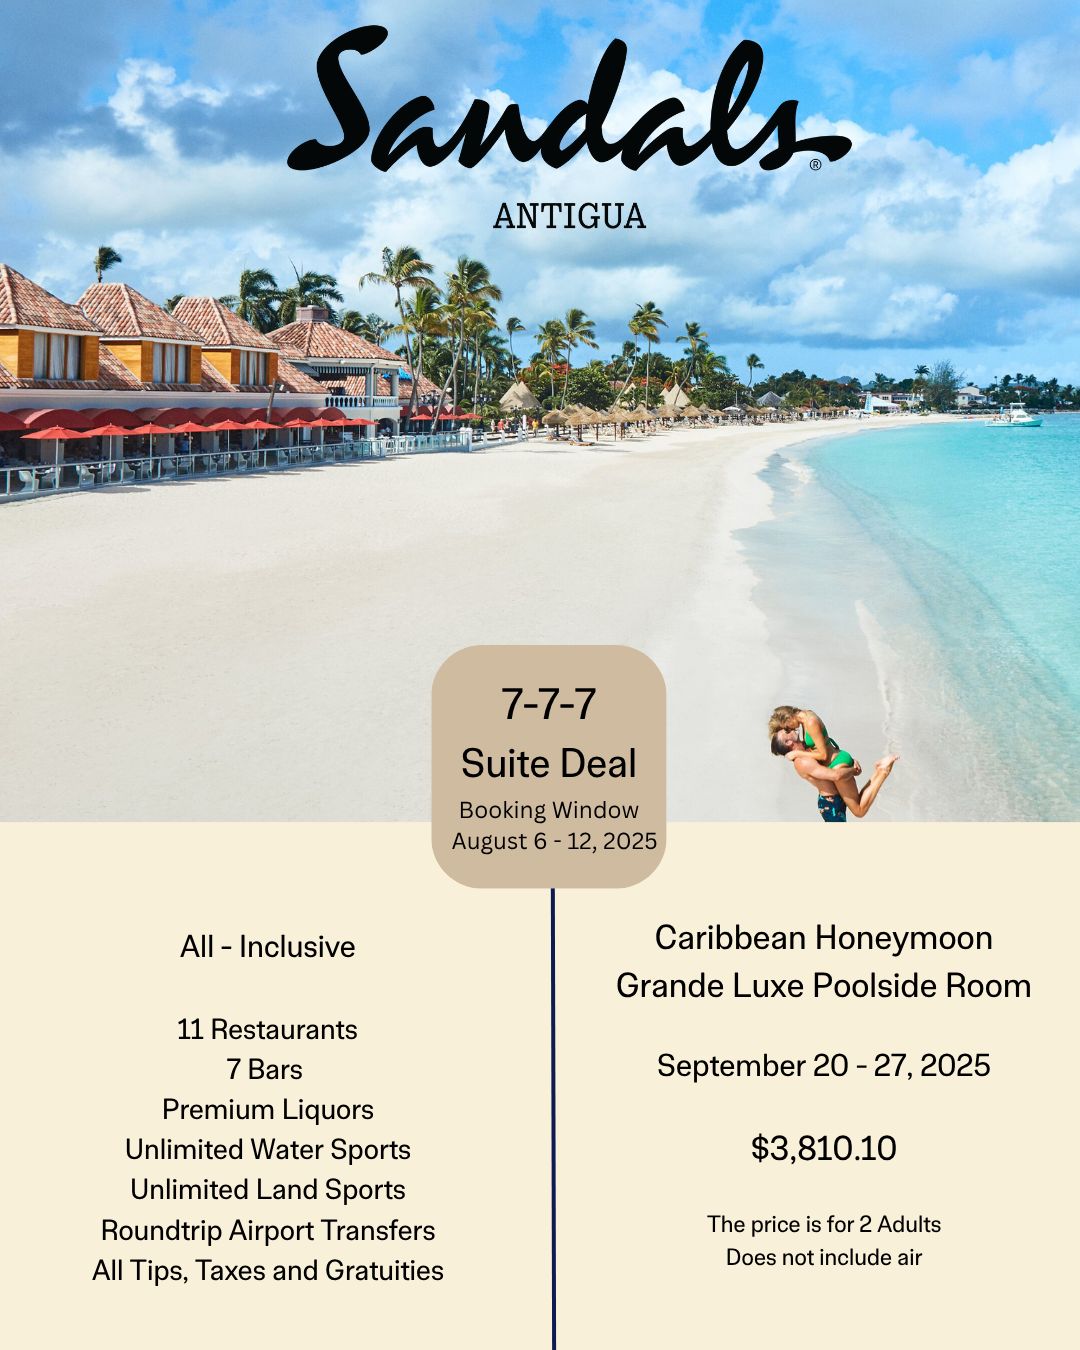 Sandals®
ANTIGUA
7-7-7
Suite Deal
Booking Window
August 6 - 12, 2025
All - Inclusive
11 Restaurants
7 Bars
Premium Liquors
Unlimited Water Sports
Unlimited Land Sports
Roundtrip Airport Transfers
All Tips, Taxes and Gratuities
Caribbean Honeymoon
Grande Luxe Poolside Room
September 20 - 27, 2025
$3,810.10
The price is for 2 Adults
Does not include air